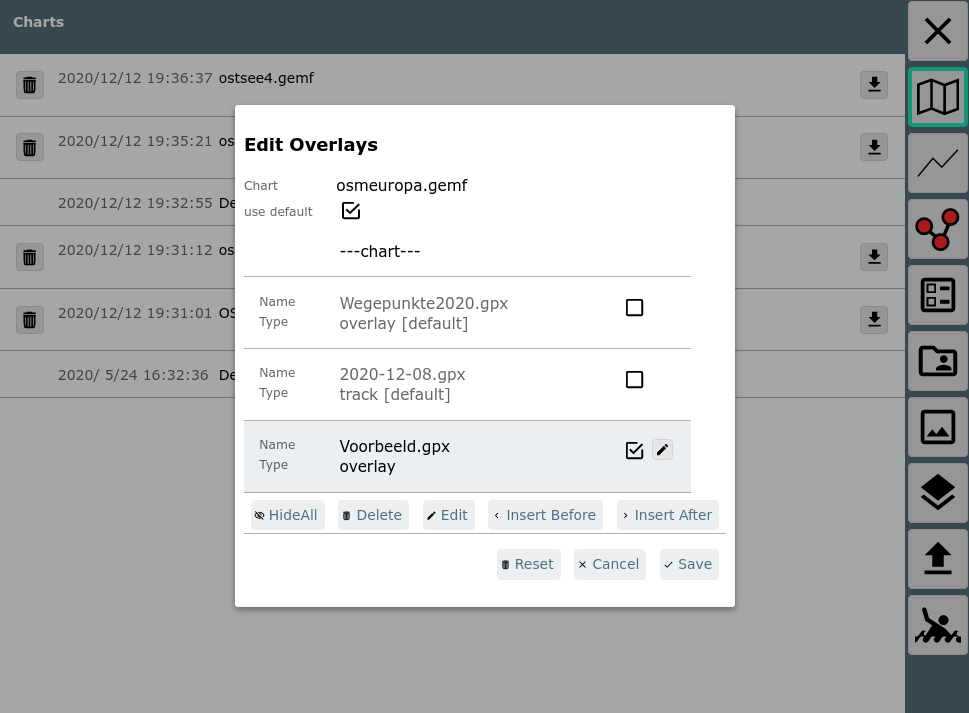 Charts
2020/12/12 19:36:37 ostsee4.gemf
2020/12/12 19:35:21 os
2020/12/12 19:32:55 De
2020/12/12 19:31:12 os
2020/12/12 19:31:01 OS
2020/ 5/24 16:32:36 De
Edit Overlays
Chart osmeuropa.gemf
use default
---chart---
Name Wegepunkte2020.gpx
Type overlay [default]
Name 2020-12-08.gpx
Type track [default]
Name Voorbeeld.gpx
Type overlay
HideAll Delete Edit Insert Before Insert After
Reset Cancel Save